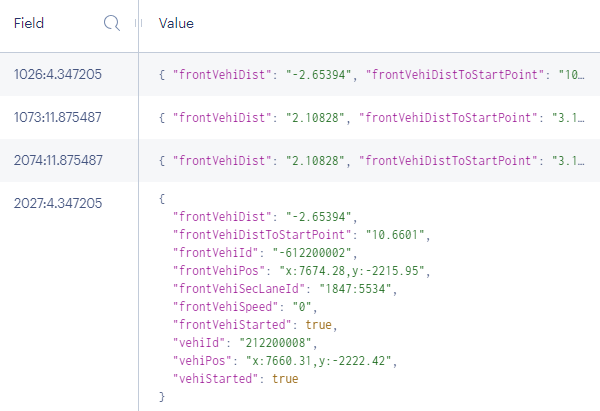 Field Value
1026:4.347205 { "frontVehiDist": "-2.65394", "frontVehiDistToStartPoint": "10…
1073:11.875487 { "frontVehiDist": "2.10828", "frontVehiDistToStartPoint": "3.1…
2074:11.875487 { "frontVehiDist": "2.10828", "frontVehiDistToStartPoint": "3.1…
2027:4.347205 {
"frontVehiDist": "-2.65394",
"frontVehiDistToStartPoint": "10.6601",
"frontVehiId": "-612200002",
"frontVehiPos": "x:7674.28,y:-2215.95",
"frontVehiSecLaneId": "1847:5534",
"frontVehiSpeed": "0",
"frontVehiStarted": true,
"vehiId": "212200008",
"vehiPos": "x:7660.31,y:-2222.42",
"vehiStarted": true
}